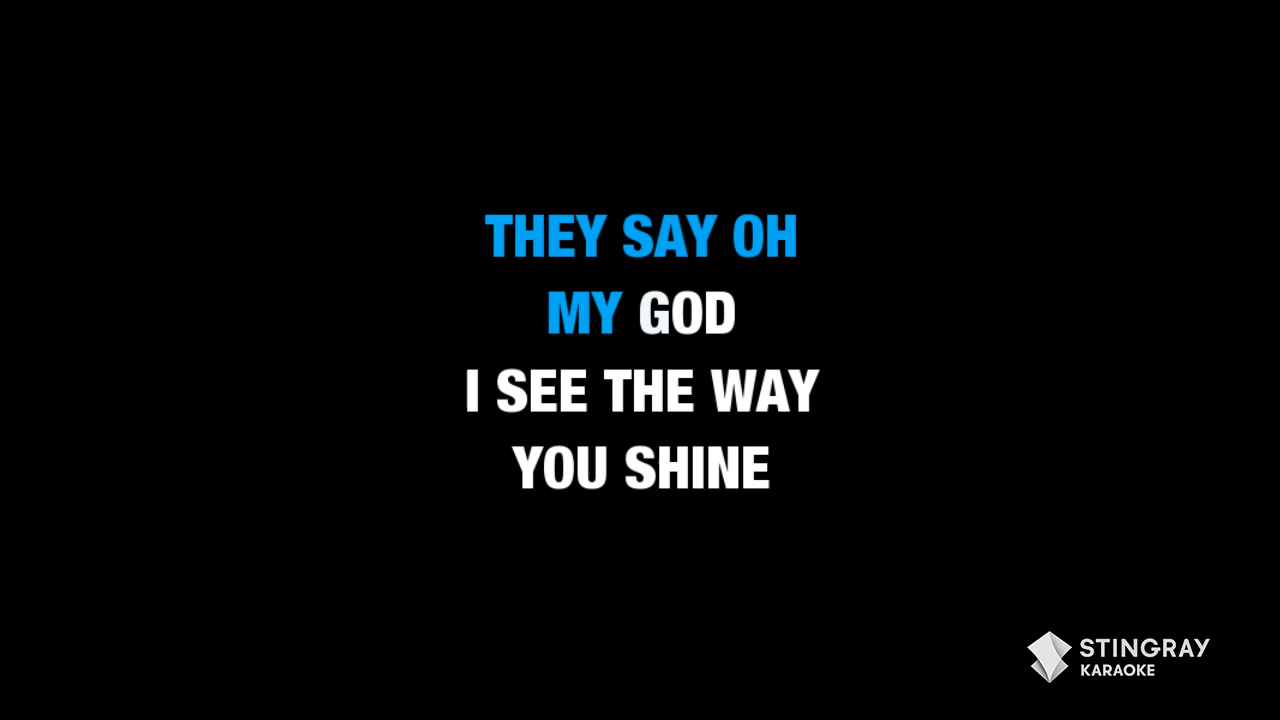 THEY SAY OH
MY GOD
I SEE THE WAY
YOU SHINE
STINGRAY
KARAOKE